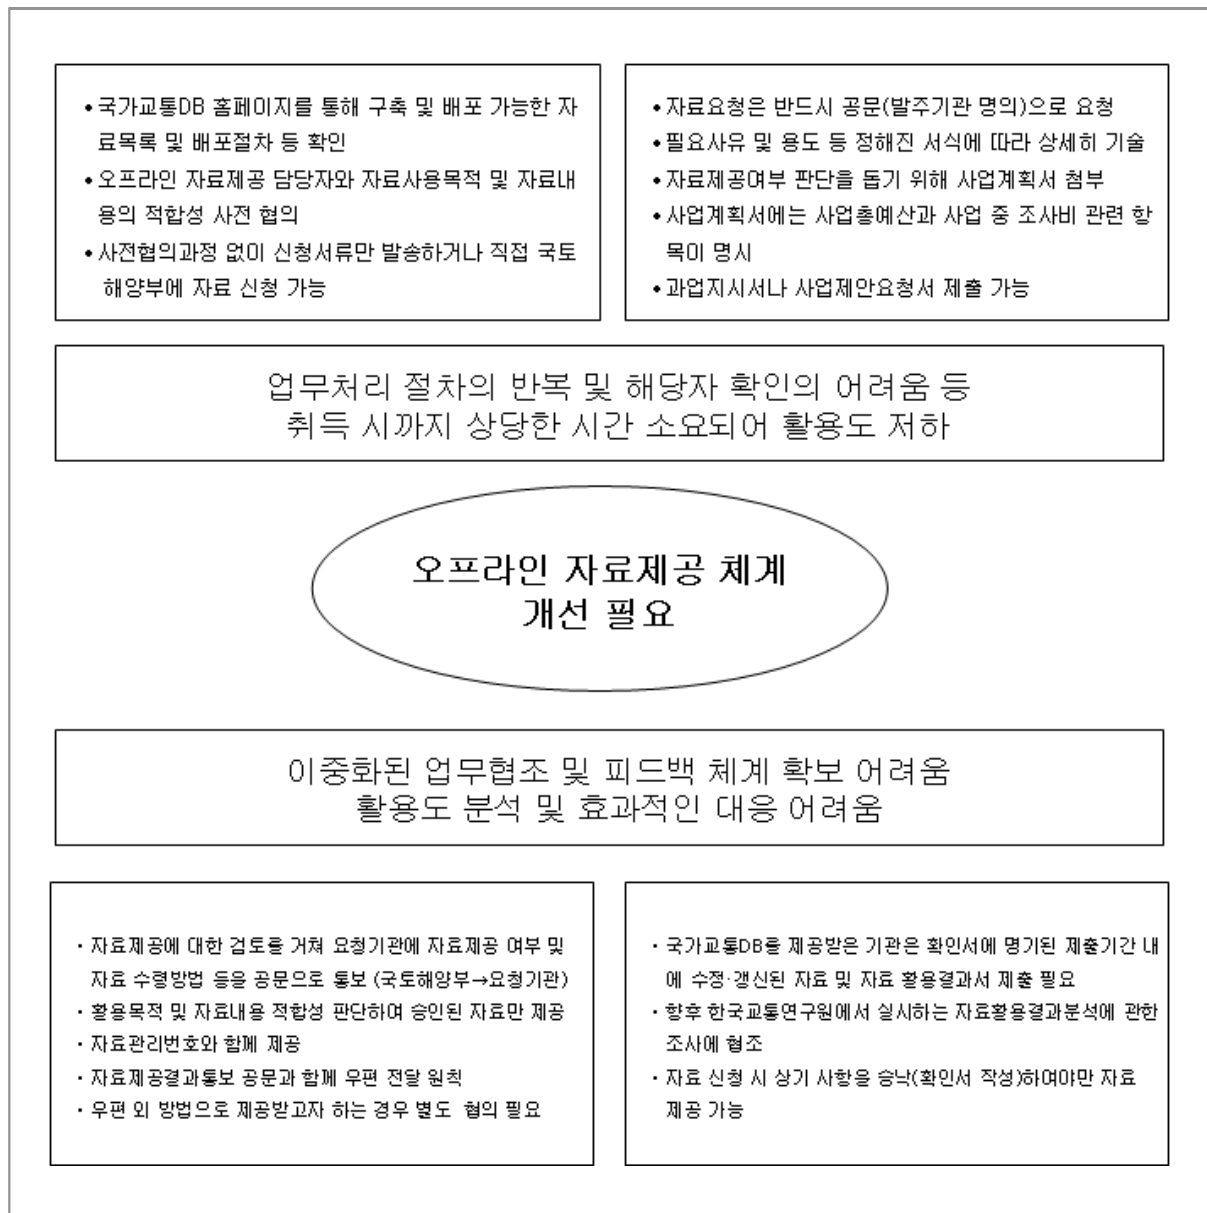 • 국가교통DB 홈페이지를 통해 구축 및 배포 가능한 자
료목록 및 배포절차 등 확인
• 오프라인 자료제공 담당자와 자료사용목적 및 자료내
용의 적합성 사전 협의
• 사전협의과정 없이 신청서류만 발송하거나 직접 국토
해양부에 자료 신청 가능
• 자료요청은 반드시 공문(발주기관 명의)으로 요청
• 필요사유 및 용도 등 정해진 서식에 따라 상세히 기술
• 자료제공여부 판단을 돕기 위해 사업계획서 첨부
• 사업계획서에는 사업총예산과 사업 중 조사비 관련 항
목이 명시
• 과업지시서나 사업제안요청서 제출 가능
업무처리 절차의 반복 및 해당자 확인의 어려움 등
취득 시까지 상당한 시간 소요되어 활용도 저하
오프라인 자료제공 체계
개선 필요
이중화된 업무협조 및 피드백 체계 확보 어려움
활용도 분석 및 효과적인 대응 어려움
· 자료제공에 대한 검토를 거쳐 요청기관에 자료제공 여부 및
자료 수령방법 등을 공문으로 통보 (국토해양부→요청기관)
· 활용목적 및 자료내용 적합성 판단하여 승인된 자료만 제공
· 자료관리번호와 함께 제공
· 자료제공결과통보 공문과 함께 우편 전달 원칙
· 우편 외 방법으로 제공받고자 하는 경우 별도 협의 필요
· 국가교통DB를 제공받은 기관은 확인서에 명기된 제출기간 내
에 수정·갱신된 자료 및 자료 활용결과서 제출 필요
· 향후 한국교통연구원에서 실시하는 자료활용결과분석에 관한
조사에 협조
· 자료 신청 시 상기 사항을 승낙(확인서 작성)하여야만 자료
제공 가능